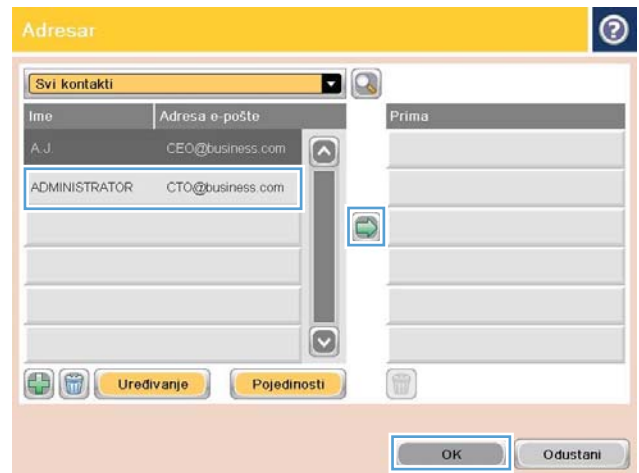 Adresar
Svi kontakti
Ime Adresa e-pošte Prima
A.J. CEO@business.com
ADMINISTRATOR CTO@business.com
Uređivanje Pojedinosti
OK Odustani